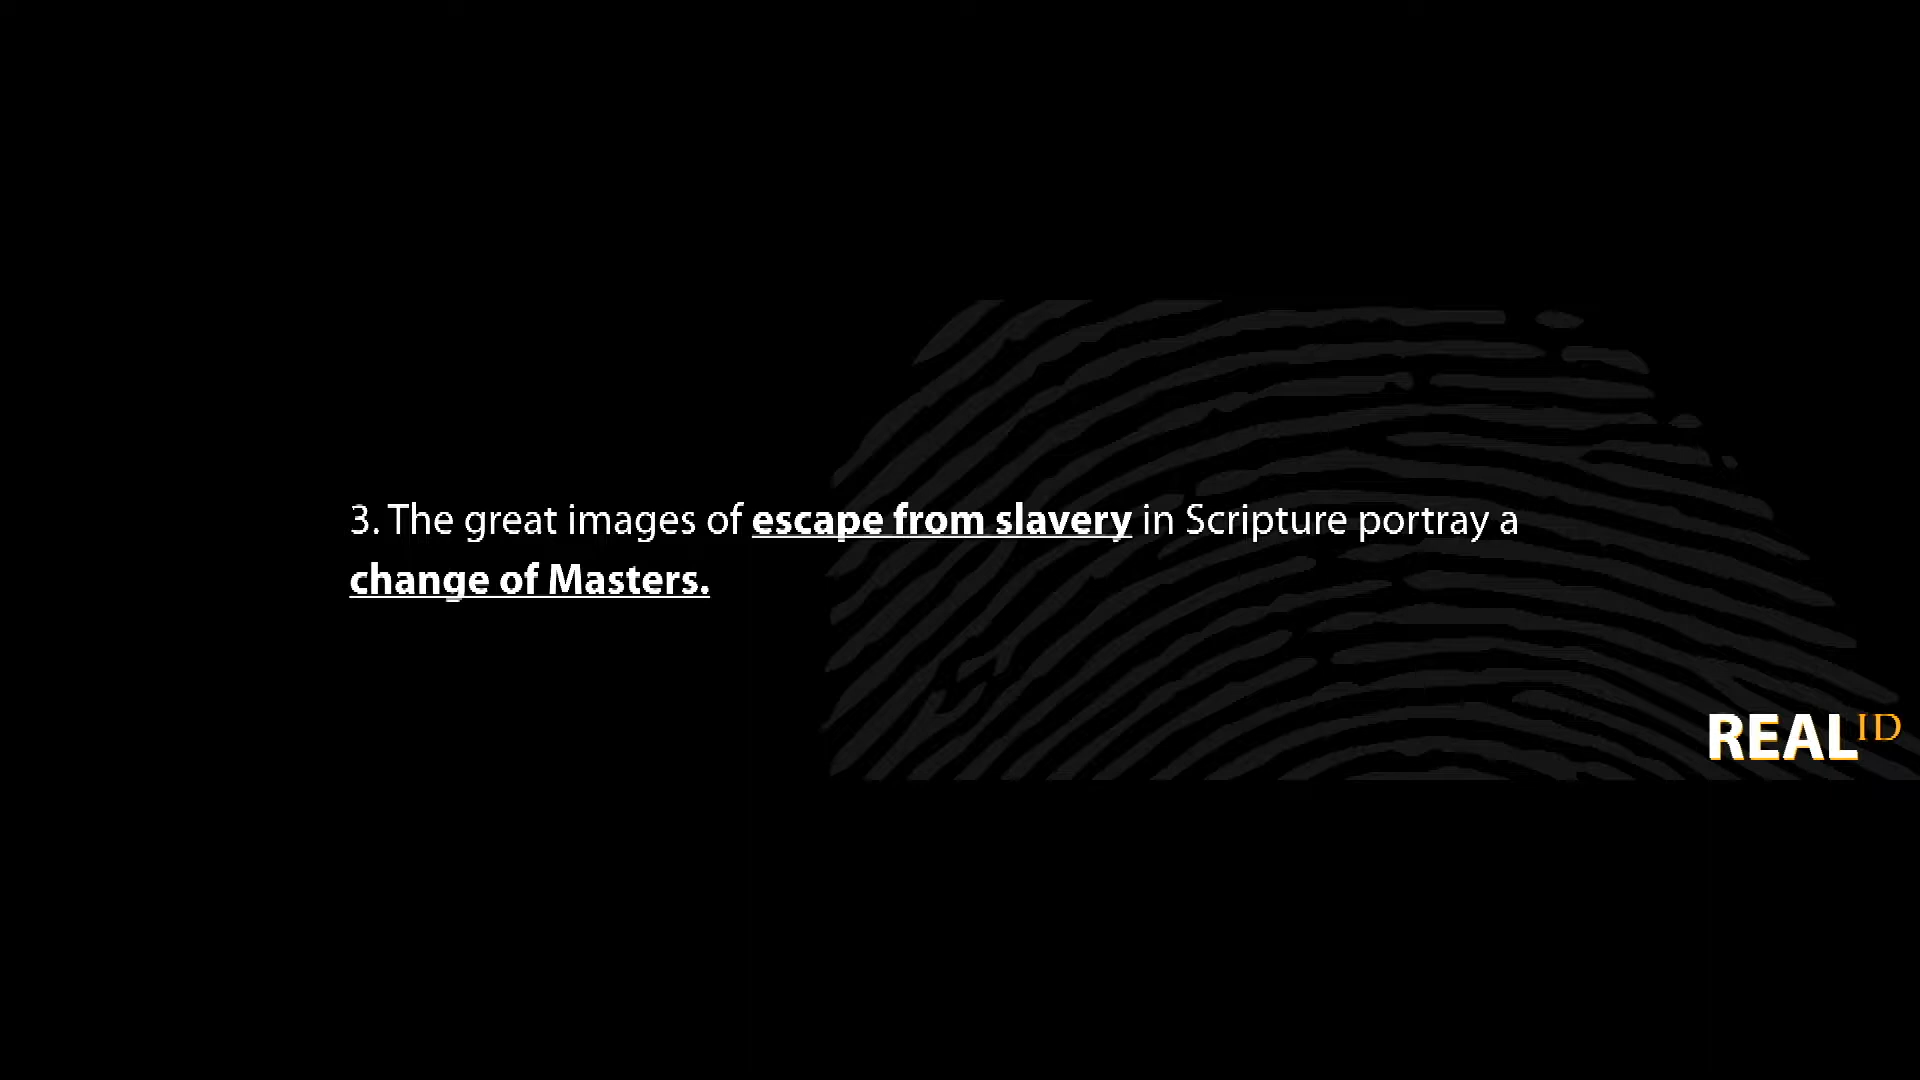 3. The great images of escape from slavery in Scripture portray a
change of Masters.
REAL ID